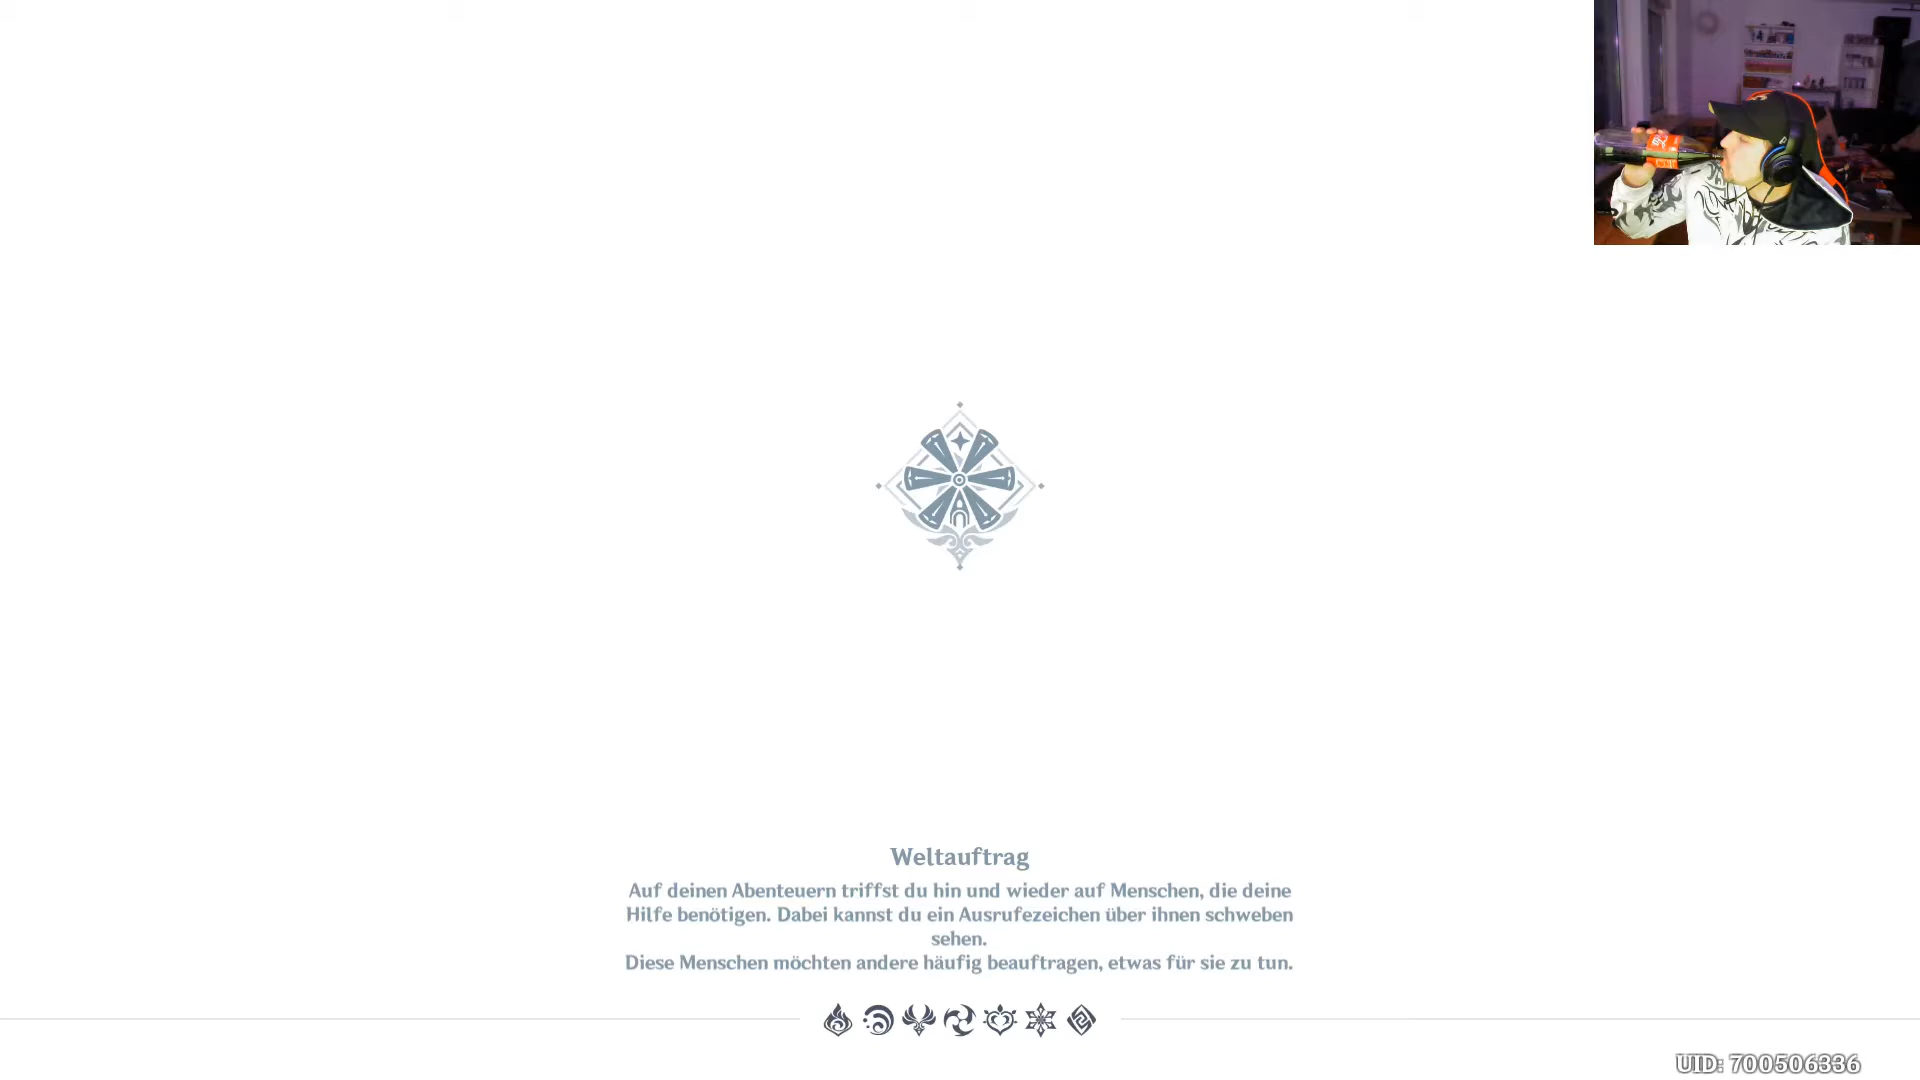 Weltauftrag
Auf deinen Abenteuern triffst du hin und wieder auf Menschen, die deine
Hilfe benötigen. Dabei kannst du ein Ausrufezeichen über ihnen schweben
sehen.
Diese Menschen möchten andere häufig beauftragen, etwas für sie zu tun.
UID: 700506336